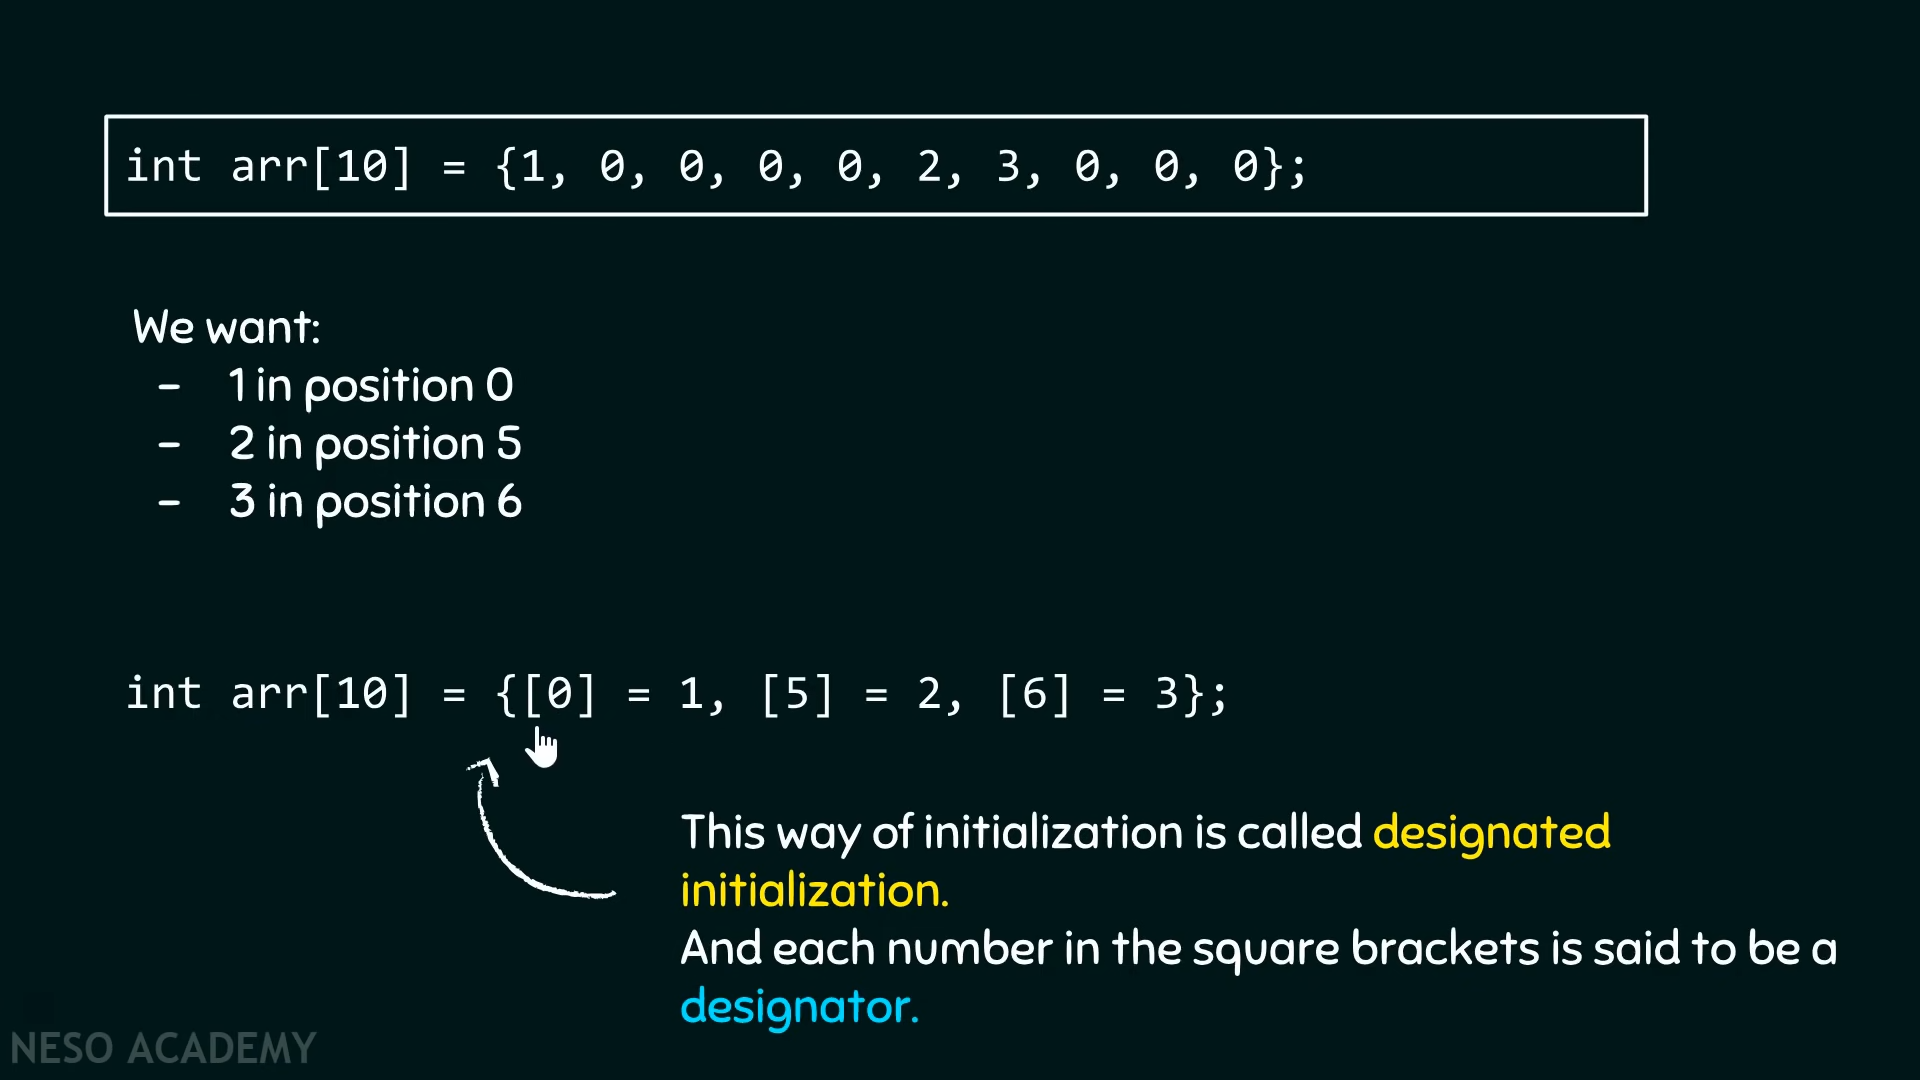 int arr[10] = {1, 0, 0, 0, 0, 2, 3, 0, 0, 0};
We want:
- 1 in position 0
- 2 in position 5
- 3 in position 6
int arr[10] = {[0] = 1, [5] = 2, [6] = 3};
This way of initialization is called designated
initialization.
And each number in the square brackets is said to be a
designator.
NESO ACADEMY